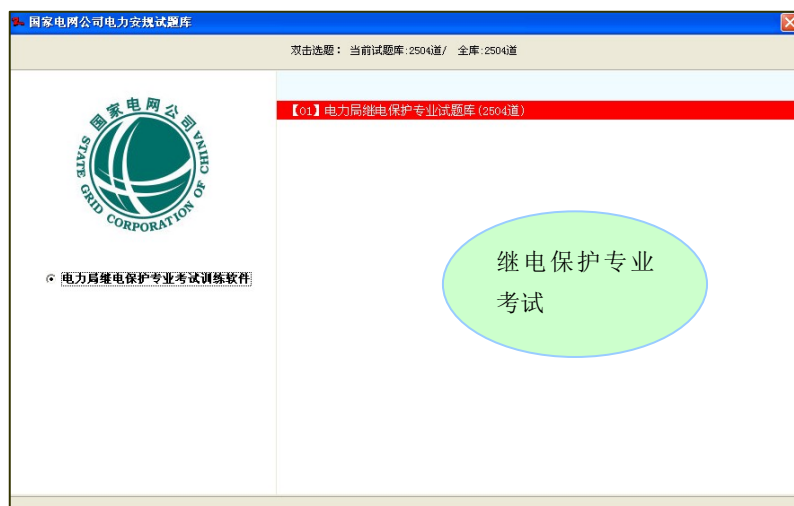 国家电网公司电力安规试题库
双击选题： 当前试题库:2504道/ 全库:2504道
【01】电力局继电保护专业试题库(2504道)
国家电网公司
STATE GRID CORPORATION OF CHINA
电力局继电保护专业考试训练软件
继电保护专业
考试